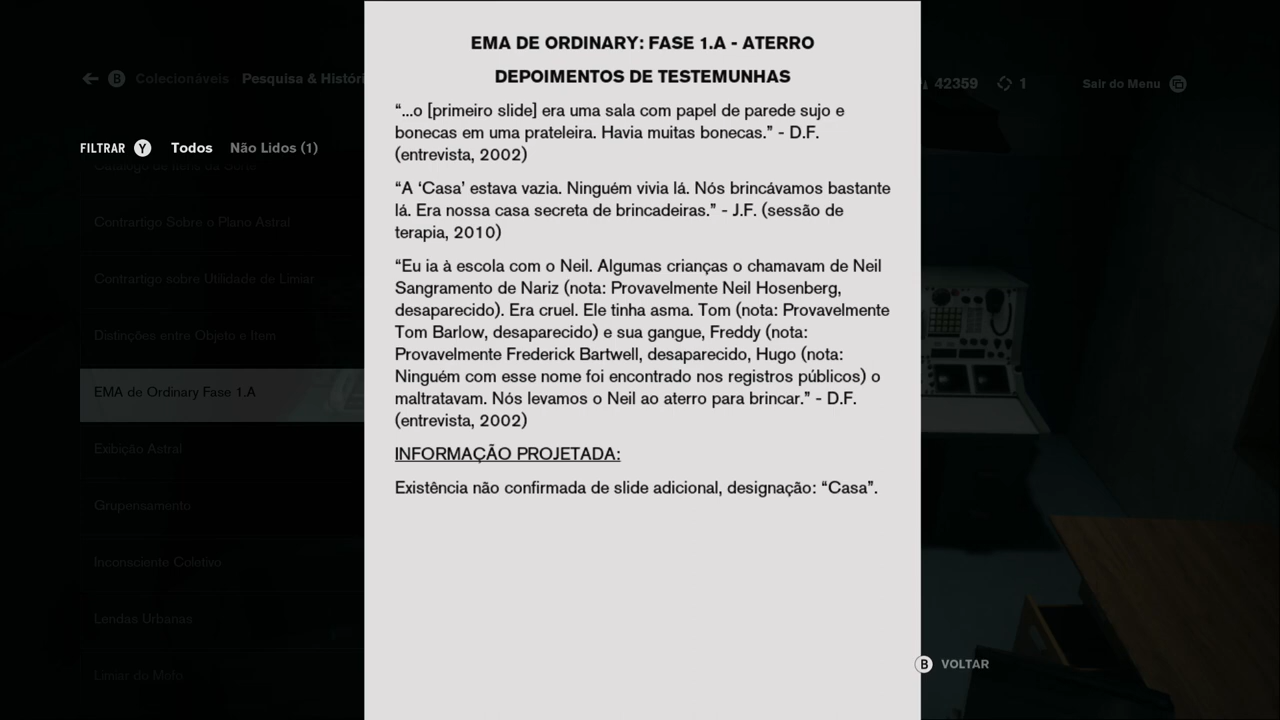 EMA DE ORDINARY: FASE 1.A - ATERRO
DEPOIMENTOS DE TESTEMUNHAS
“...o [primeiro slide] era uma sala com papel de parede sujo e
bonecas em uma prateleira. Havia muitas bonecas.” - D.F.
(entrevista, 2002)
“A ‘Casa’ estava vazia. Ninguém vivia lá. Nós brincávamos bastante
lá. Era nossa casa secreta de brincadeiras.” - J.F. (sessão de
terapia, 2010)
“Eu ia à escola com o Neil. Algumas crianças o chamavam de Neil
Sangramento de Nariz (nota: Provavelmente Neil Hosenberg,
desaparecido). Era cruel. Ele tinha asma. Tom (nota: Provavelmente
Tom Barlow, desaparecido) e sua gangue, Freddy (nota:
Provavelmente Frederick Bartwell, desaparecido, Hugo (nota:
Ninguém com esse nome foi encontrado nos registros públicos) o
maltratavam. Nós levamos o Neil ao aterro para brincar.” - D.F.
(entrevista, 2002)
INFORMAÇÃO PROJETADA:
Existência não confirmada de slide adicional, designação: “Casa”.
B Colecionáveis Pesquisa & Históri
42359 1
Sair do Menu
FILTRAR Y Todos Não Lidos (1)
Contrartigo Sobre o Plano Astral
Contrartigo sobre Utilidade de Limiar
Distinções entre Objeto e Item
EMA de Ordinary Fase 1.A
Exibição Astral
Grupensamento
Inconsciente Coletivo
Lendas Urbanas
Limiar do Mofo
B VOLTAR